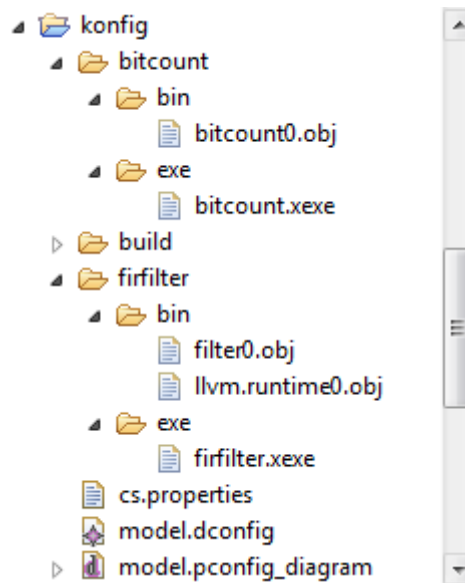 konfig
bitcount
bin
bitcount0.obj
exe
bitcount.xexe
build
firfilter
bin
filter0.obj
llvm.runtime0.obj
exe
firfilter.xexe
cs.properties
model.dconfig
model.pconfig_diagram